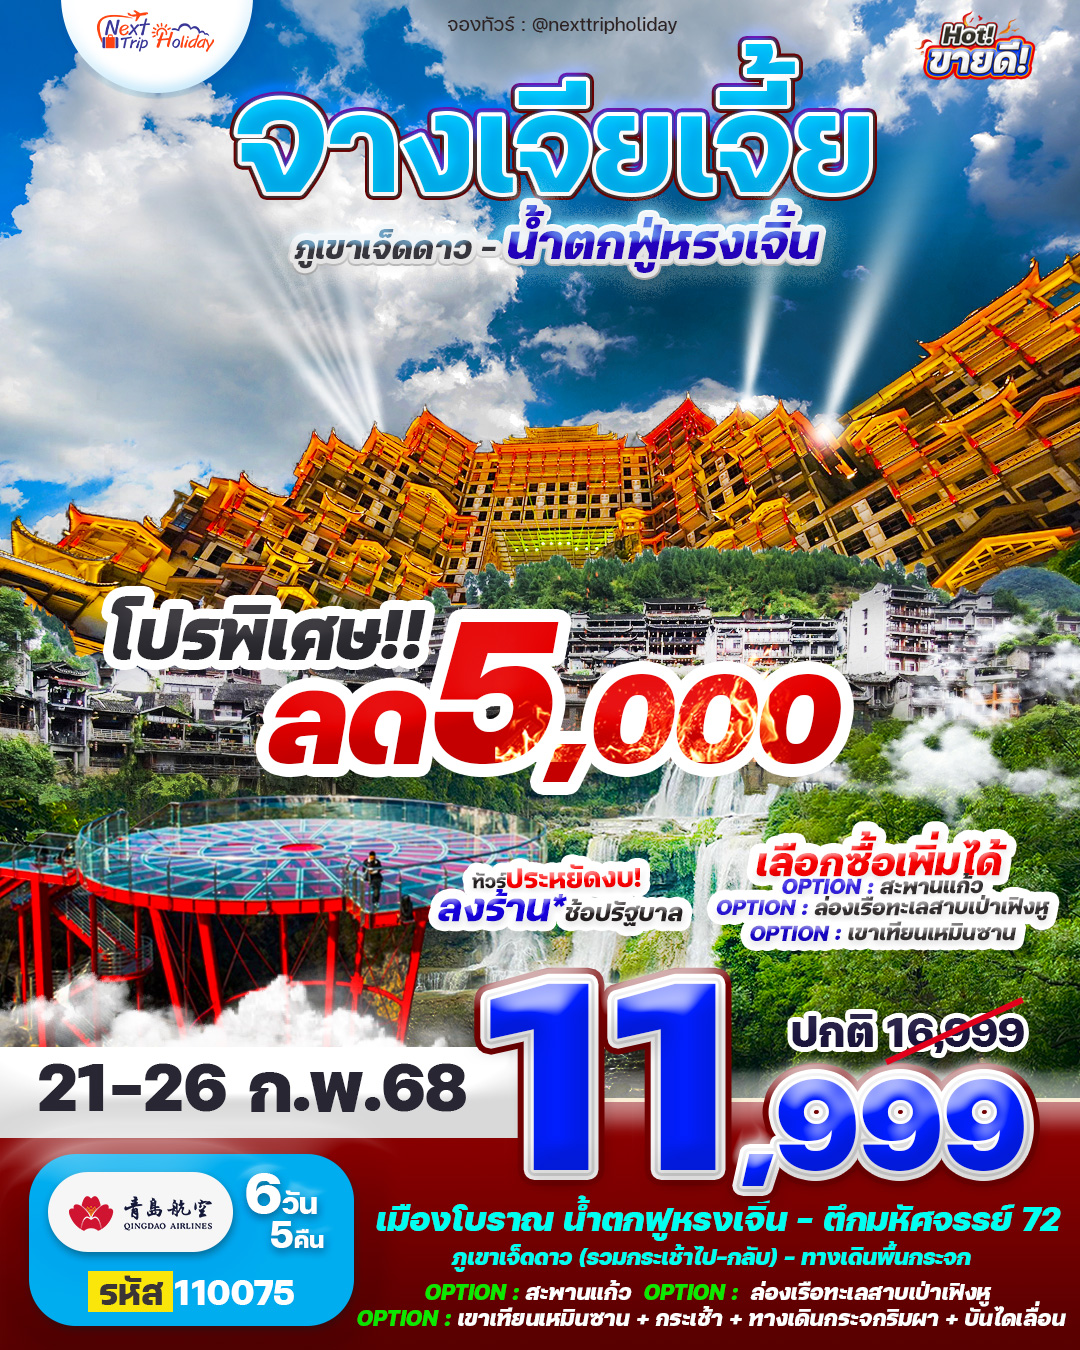 Next Trip Holiday
จองทัวร์ : @nexttripholiday
Hot!
ขายดี!
จางเจียเจี้ย
ภูเขาเจ็ดดาว - น้ำตกฟู่หรงเจิ้น
โปรพิเศษ!!
ลด 5,000
ทัวร์ประหยัดงบ!
ลงร้าน*ช้อปรัฐบาล
เลือกซื้อเพิ่มได้
OPTION : สะพานแก้ว
OPTION : ล่องเรือทะเลสาบเป่าเฟิงหู
OPTION : เขาเทียนเหมินซาน
ปกติ 16,999
11,999
21-26 ก.พ.68
青島航空
QINGDAO AIRLINES
6วัน
5คืน
รหัส 110075
เมืองโบราณ น้ำตกฟูหรงเจิ้น - ตึกมหัศจรรย์ 72
ภูเขาเจ็ดดาว (รวมกระเช้าไป-กลับ) - ทางเดินพื้นกระจก
OPTION : สะพานแก้ว OPTION : ล่องเรือทะเลสาบเป่าเฟิงหู
OPTION : เขาเทียนเหมินซาน + กระเช้า + ทางเดินกระจกริมผา + บันไดเลื่อน